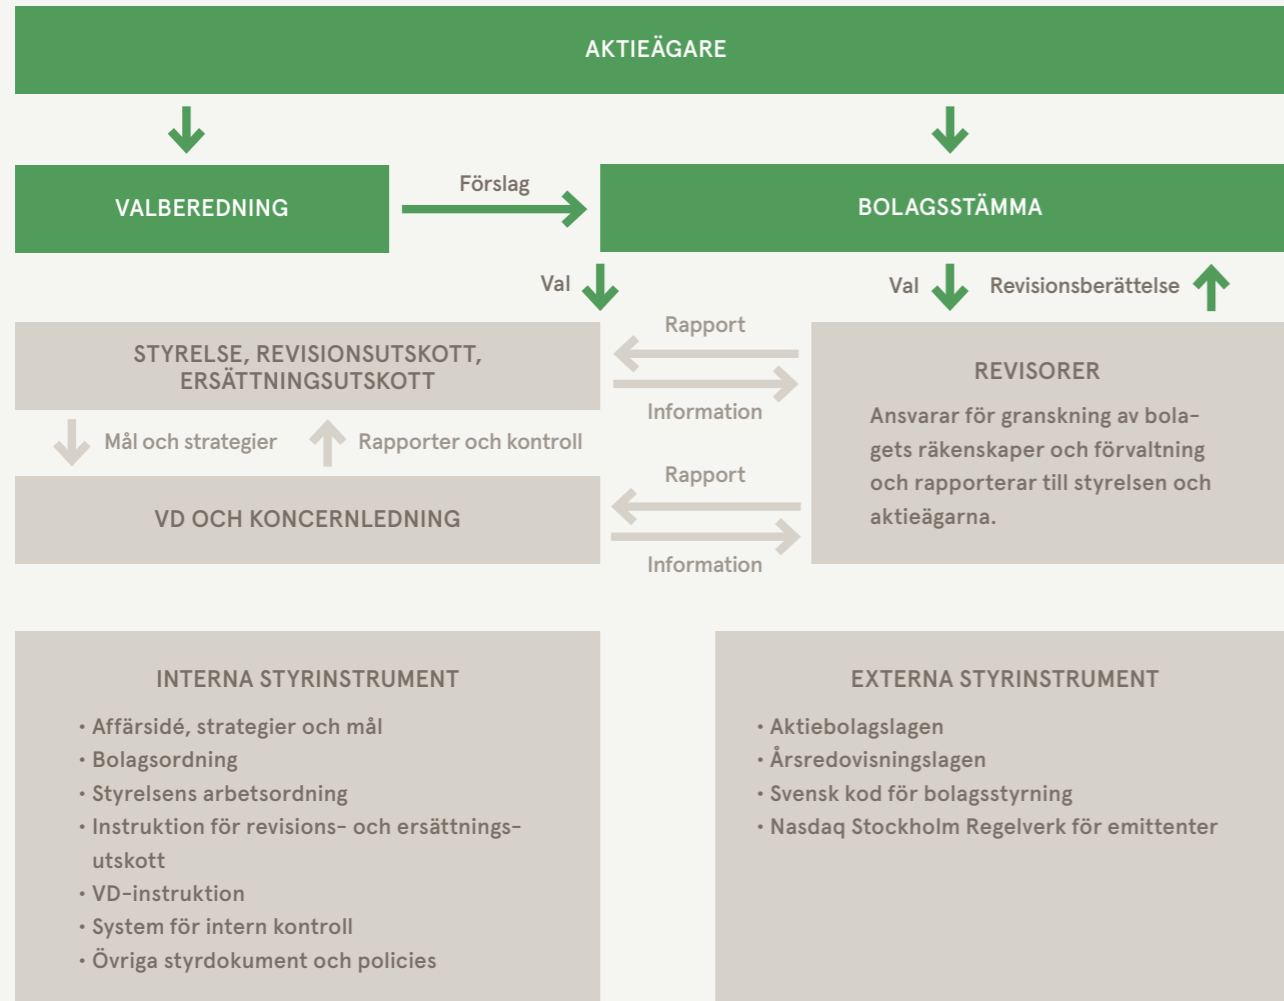 AKTIEÄGARE
VALBEREDNING
Förslag
BOLAGSSTÄMMA
Val
Val
Revisionsberättelse
STYRELSE, REVISIONSUTSKOTT,
ERSÄTTNINGSUTSKOTT
Rapport
Information
REVISORER
Ansvarar för granskning av bola-
gets räkenskaper och förvaltning
och rapporterar till styrelsen och
aktieägarna.
Mål och strategier
Rapporter och kontroll
VD OCH KONCERNLEDNING
Rapport
Information
INTERNA STYRINSTRUMENT
• Affärsidé, strategier och mål
• Bolagsordning
• Styrelsens arbetsordning
• Instruktion för revisions- och ersättnings-
utskott
• VD-instruktion
• System för intern kontroll
• Övriga styrdokument och policies
EXTERNA STYRINSTRUMENT
• Aktiebolagslagen
• Årsredovisningslagen
• Svensk kod för bolagsstyrning
• Nasdaq Stockholm Regelverk för emittenter